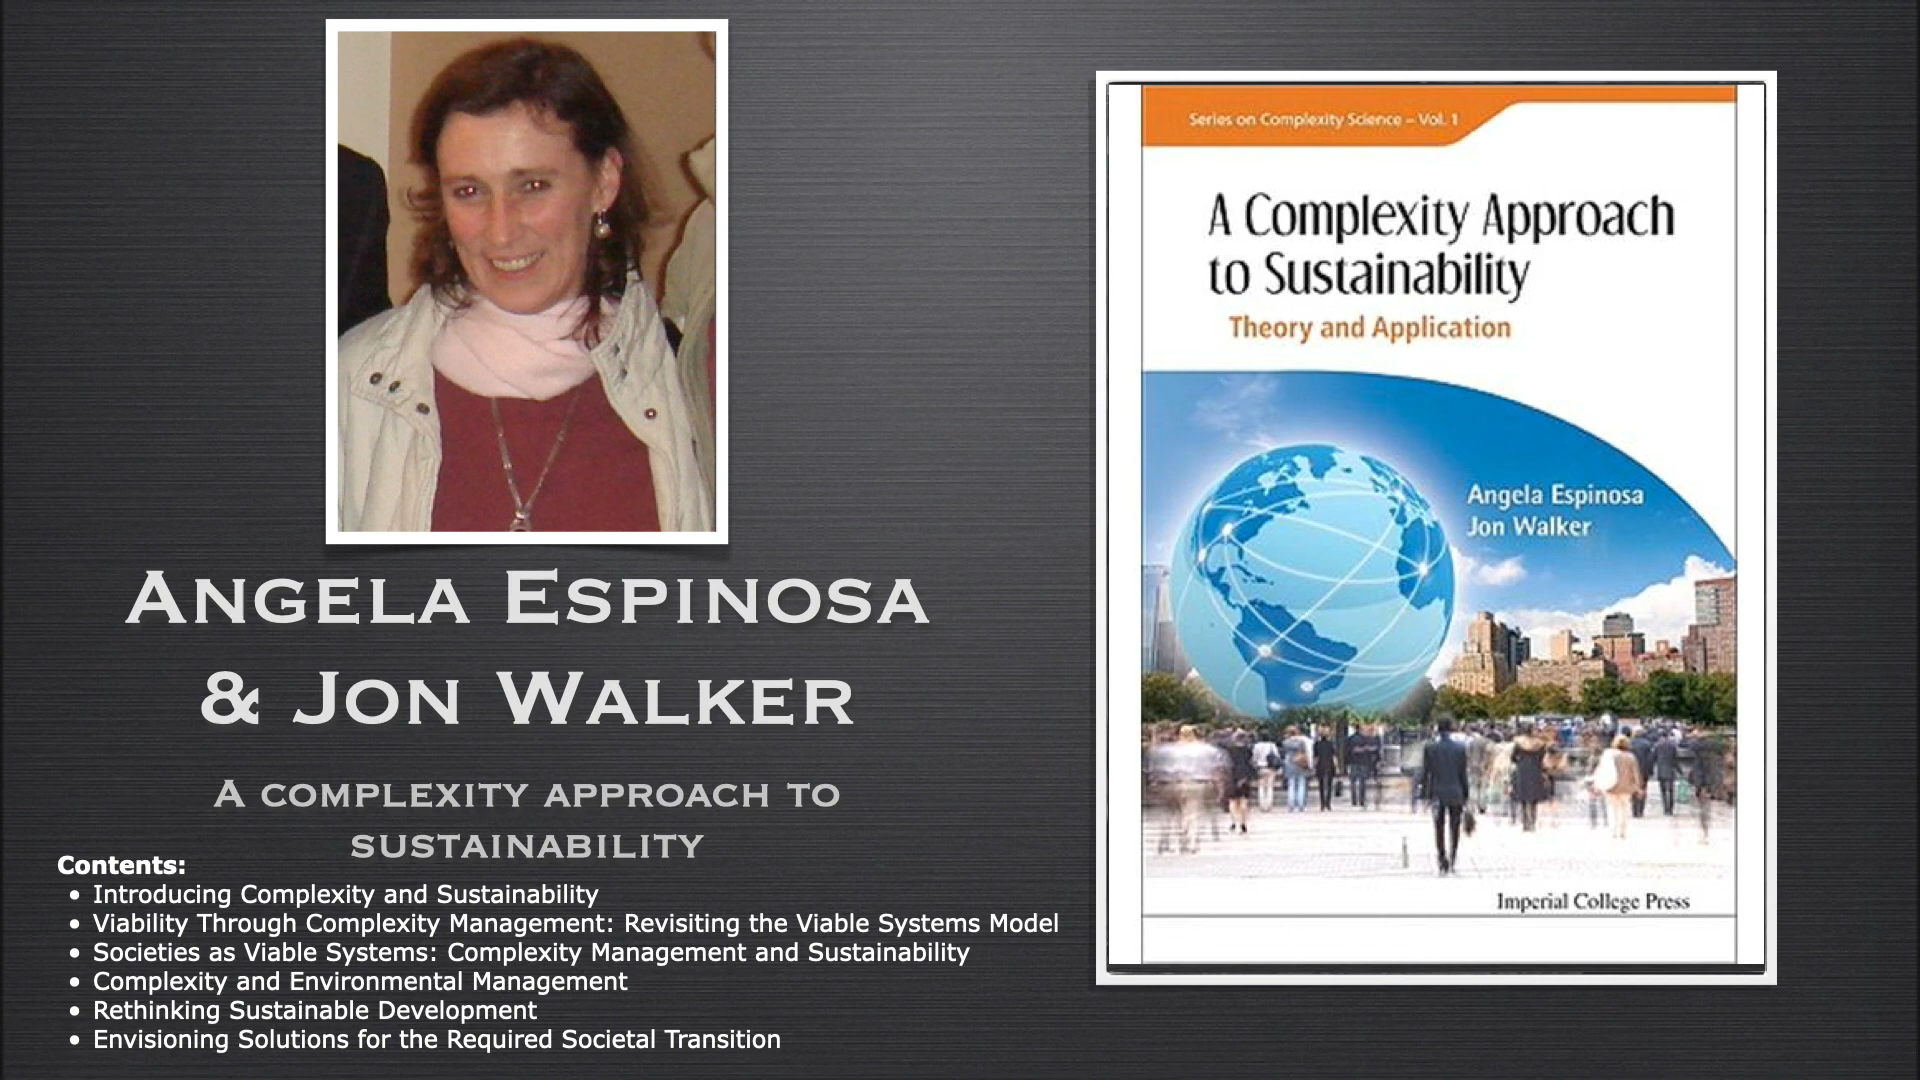 Angela Espinosa
& Jon Walker
A complexity approach to
sustainability
Contents:
• Introducing Complexity and Sustainability
• Viability Through Complexity Management: Revisiting the Viable Systems Model
• Societies as Viable Systems: Complexity Management and Sustainability
• Complexity and Environmental Management
• Rethinking Sustainable Development
• Envisioning Solutions for the Required Societal Transition
Series on Complexity Science – Vol. 1
A Complexity Approach
to Sustainability
Theory and Application
Angela Espinosa
Jon Walker
Imperial College Press